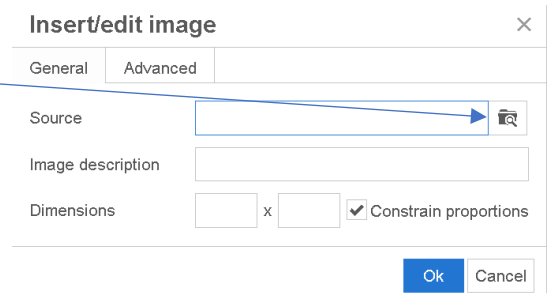 Insert/edit image
General Advanced
Source
Image description
Dimensions x Constrain proportions
Ok Cancel